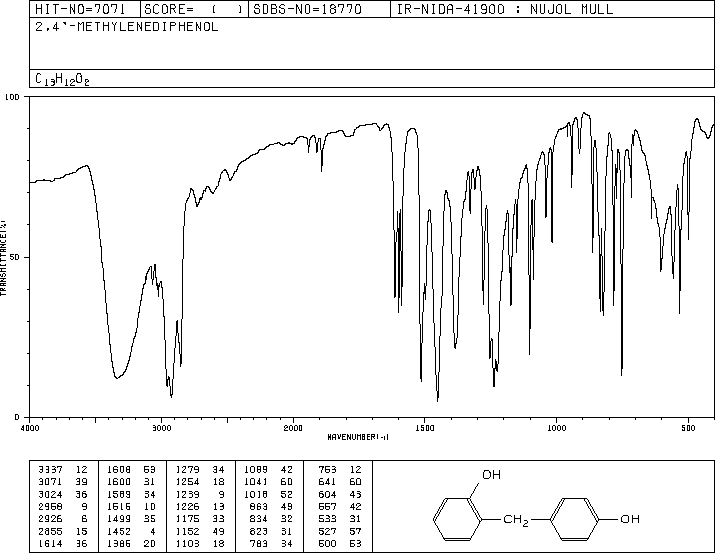 HIT-NO=7071 SCORE= ( ) SDBS-NO=18770 IR-NIDA-41900 : NUJOL MULL
2,4'-METHYLENEDIPHENOL
C13H12O2
100
50
0
TRANSMITTANCE(%)
4000 3000 2000 1500 1000 500
WAVENUMBER(-1)
3337 12 1608 53 1279 34 1089 42 753 12
3071 39 1600 31 1254 18 1041 60 641 60
3024 36 1589 34 1239 9 1018 52 604 43
2958 9 1516 10 1226 13 863 49 557 42
2926 6 1499 35 1175 33 834 32 533 31
2855 15 1452 4 1152 49 823 31 527 57
1614 36 1386 20 1103 18 783 34 500 53
OH
CH2
OH